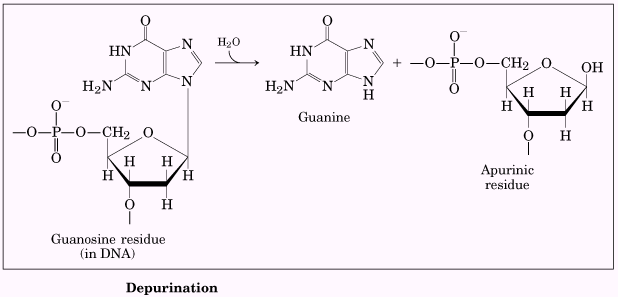 O
O
O⁻
HN
N
H₂O
HN
N
—O—P—O—CH₂
O
OH
H₂N
N
N
H₂N
N
N
H
+
O
H
H
H
H
O⁻
Guanine
H
—O—P—O—CH₂
O
O
O
H
H
H
H
Apurinic
O
H
residue
Guanosine residue
(in DNA)
Depurination